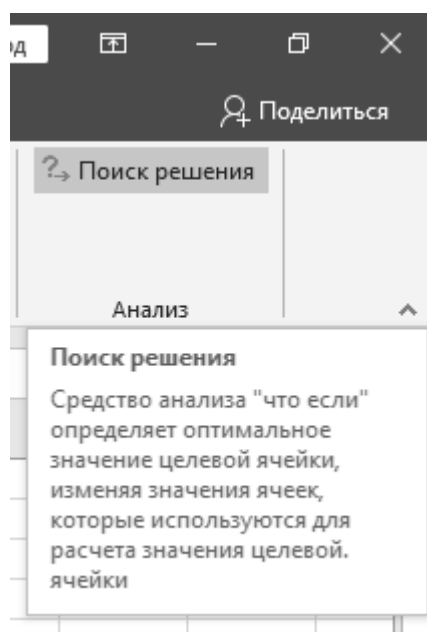 од
Поделиться
Поиск решения
Анализ
Поиск решения
Средство анализа "что если"
определяет оптимальное
значение целевой ячейки,
изменяя значения ячеек,
которые используются для
расчета значения целевой.
ячейки